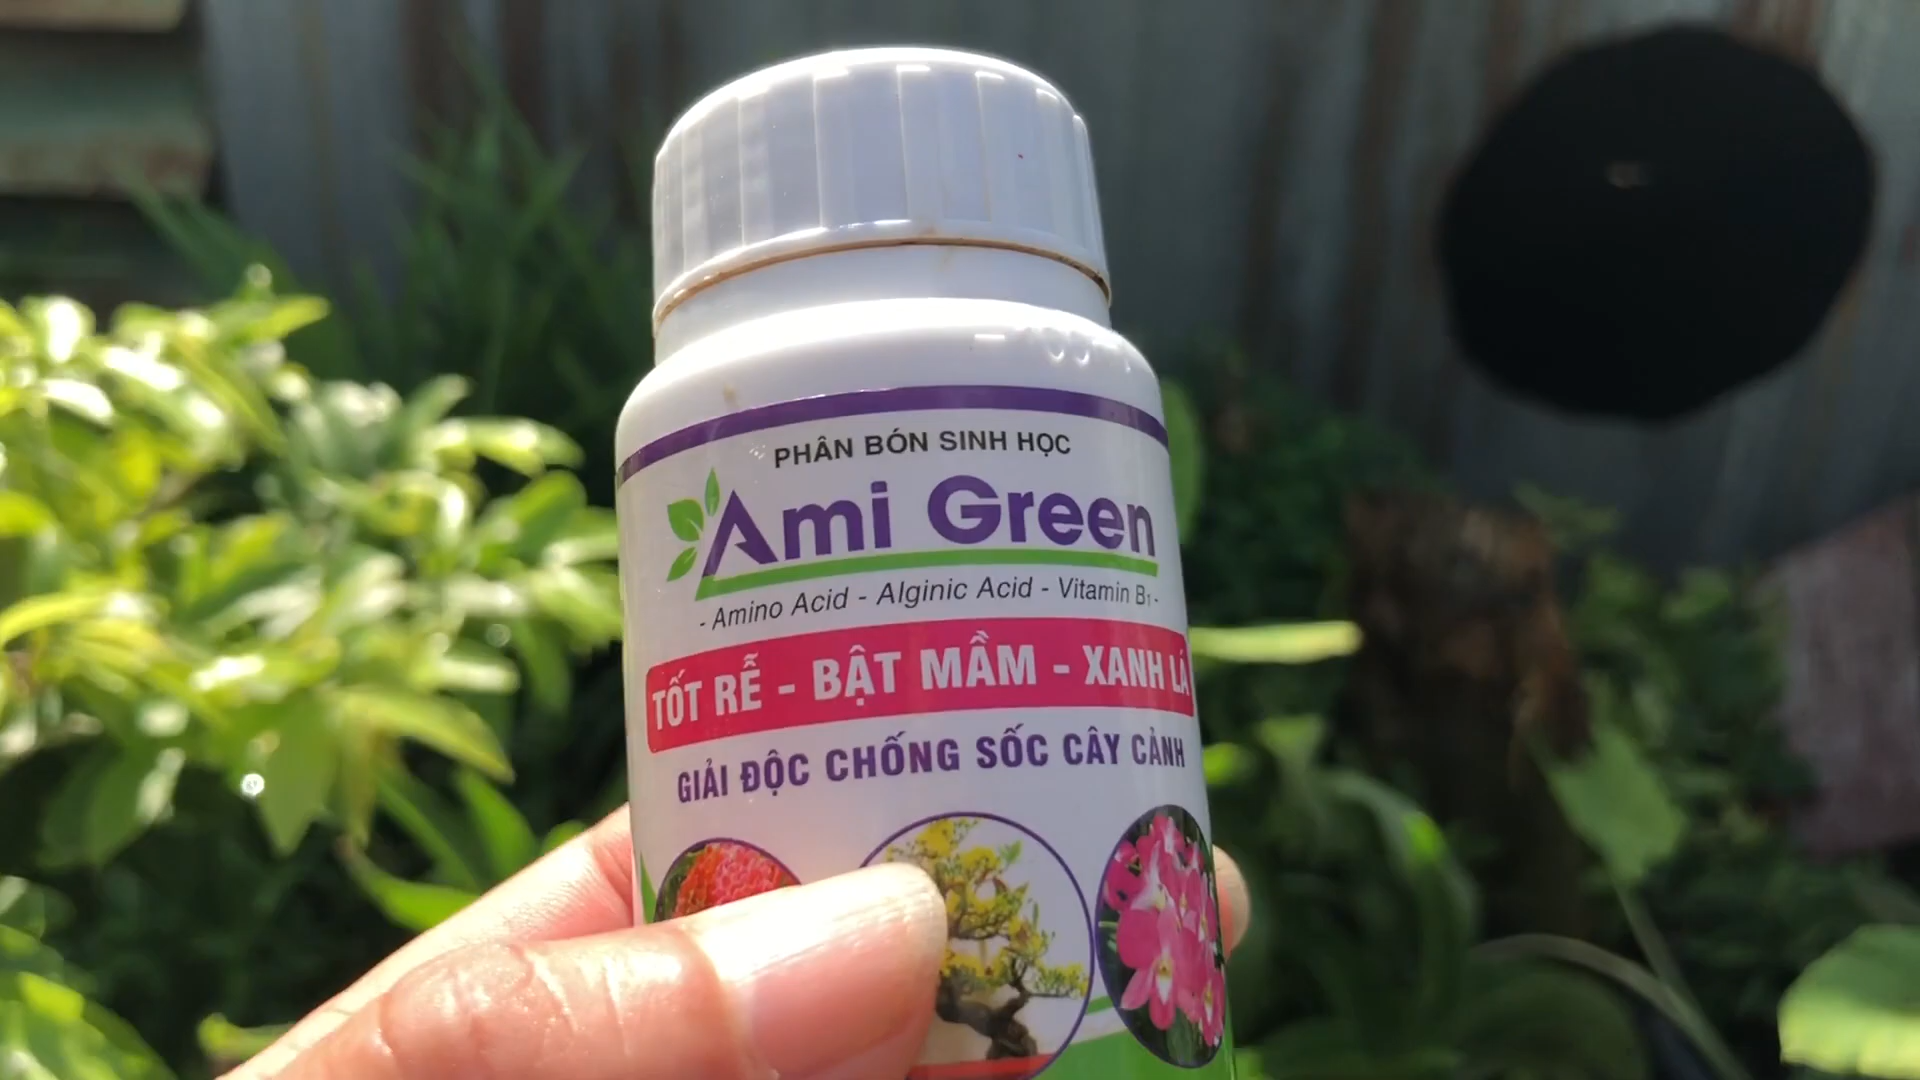 PHÂN BÓN SINH HỌC
Ami Green
- Amino Acid - Alginic Acid - Vitamin B₁ -
TỐT RỄ - BẬT MẦM - XANH LÁ
GIẢI ĐỘC CHỐNG SỐC CÂY CẢNH